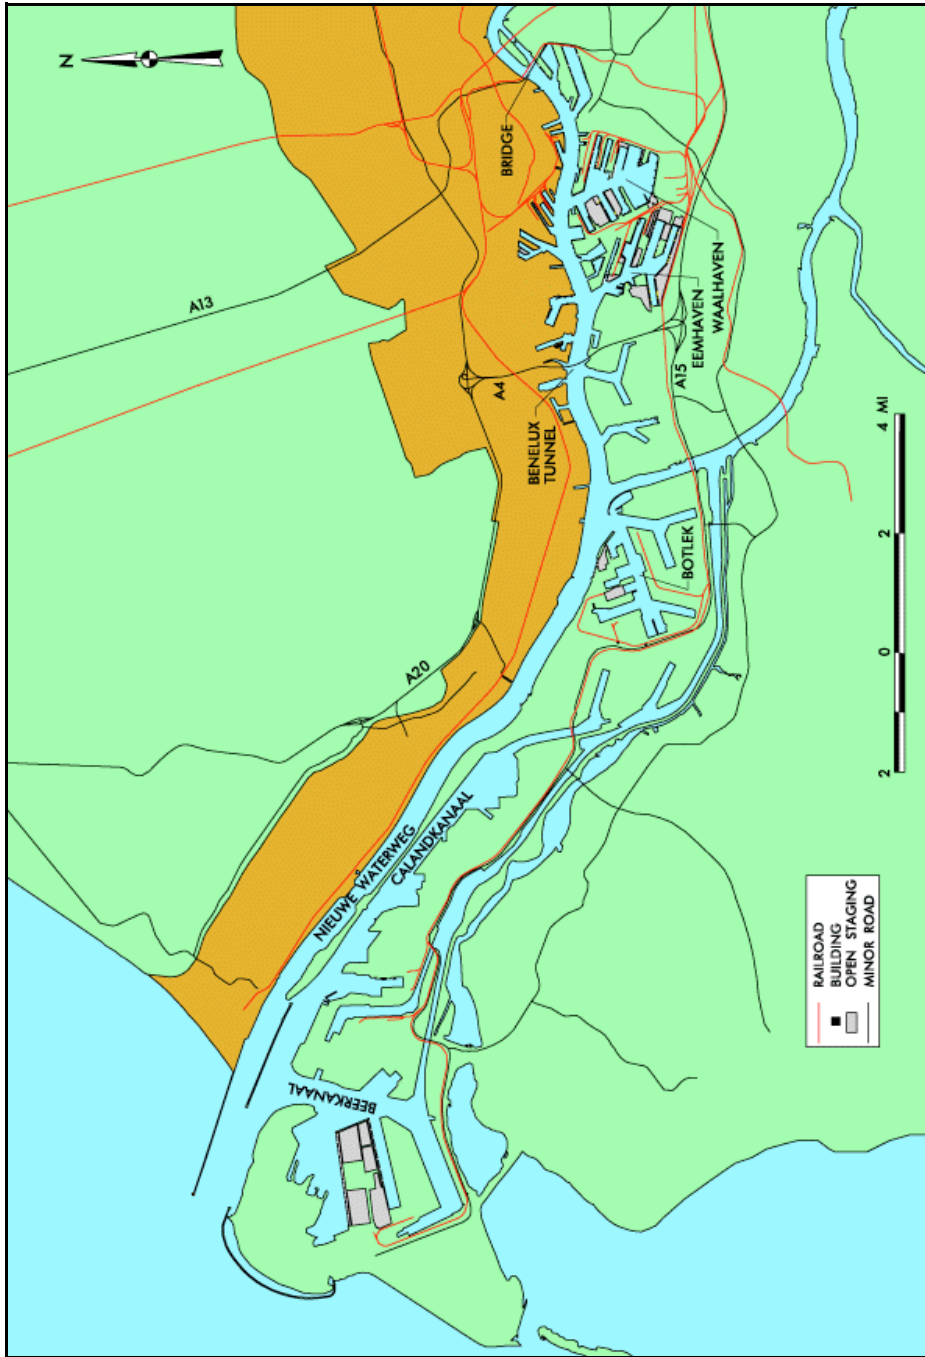 N
A13
BRIDGE
A4
BENELUX
TUNNEL
EEMHAVEN
WAALHAVEN
A15
BOTLEK
A20
NIEUWE WATERWEG
CALANDKANAAL
BEERKANAAL
2 0 2 4 MI
RAILROAD
BUILDING
OPEN STAGING
MINOR ROAD